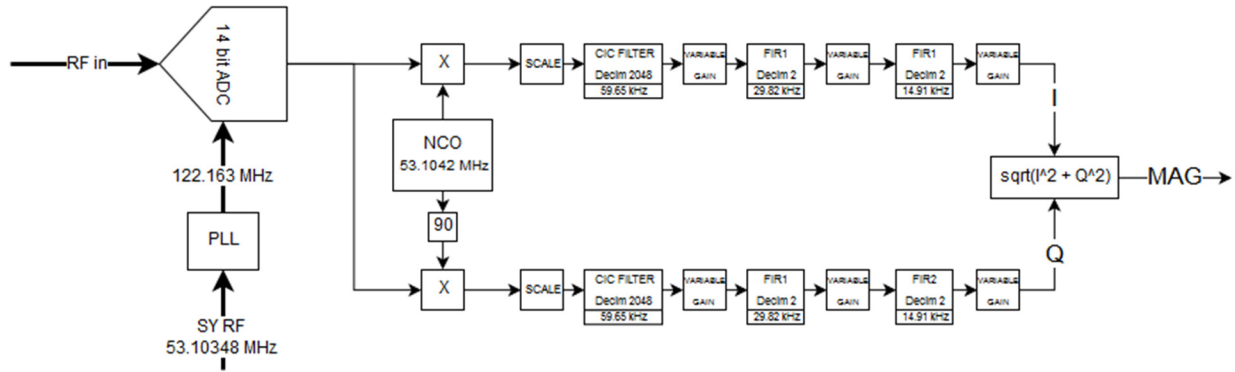 RF in
14 bit ADC
122.163 MHz
PLL
SY RF
53.10348 MHz
X
NCO
53.1042 MHz
90
X
SCALE
CIC FILTER
Decim 2048
59.65 kHz
VARIABLE
GAIN
FIR1
Decim 2
29.82 kHz
VARIABLE
GAIN
FIR1
Decim 2
14.91 kHz
VARIABLE
GAIN
I
SCALE
CIC FILTER
Decim 2048
59.65 kHz
VARIABLE
GAIN
FIR1
Decim 2
29.82 kHz
VARIABLE
GAIN
FIR2
Decim 2
14.91 kHz
VARIABLE
GAIN
Q
sqrt(I^2 + Q^2)
MAG